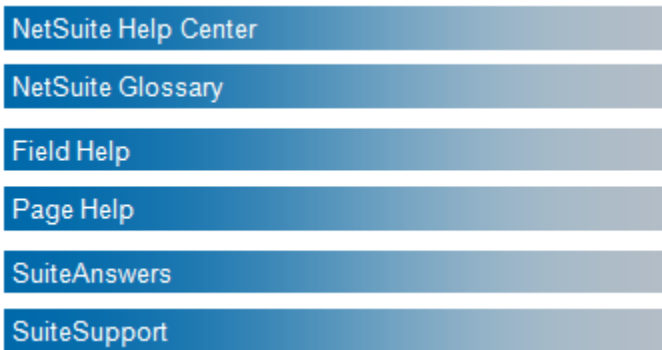 NetSuite Help Center
NetSuite Glossary
Field Help
Page Help
SuiteAnswers
SuiteSupport